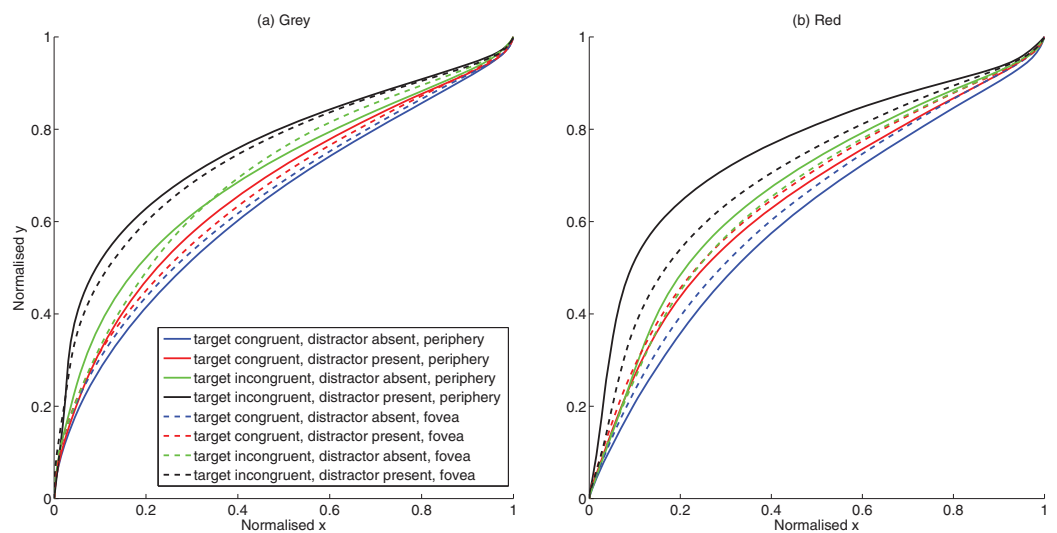 (a) Grey
1
0.8
0.6
0.4
0.2
0
Normalised y
0
0.2
0.4
0.6
0.8
1
Normalised x
target congruent, distractor absent, periphery
target congruent, distractor present, periphery
target incongruent, distractor absent, periphery
target incongruent, distractor present, periphery
target congruent, distractor absent, fovea
target congruent, distractor present, fovea
target incongruent, distractor absent, fovea
target incongruent, distractor present, fovea
(b) Red
1
0.8
0.6
0.4
0.2
0
0
0.2
0.4
0.6
0.8
1
Normalised x